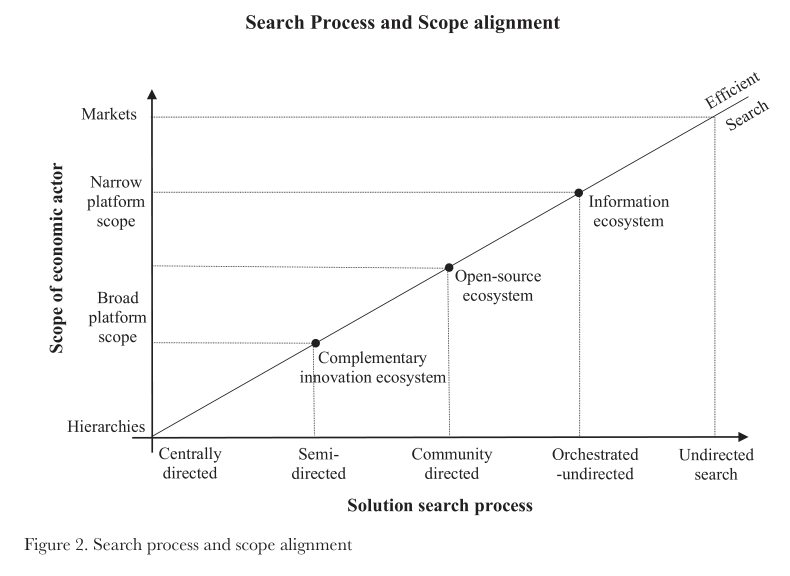 Search Process and Scope alignment
Efficient
Search
Markets
Narrow
platform
scope
Information
ecosystem
Scope of economic actor
Open-source
ecosystem
Broad
platform
scope
Complementary
innovation ecosystem
Hierarchies
Centrally
directed
Semi-
directed
Community
directed
Orchestrated
-undirected
Undirected
search
Solution search process
Figure 2. Search process and scope alignment